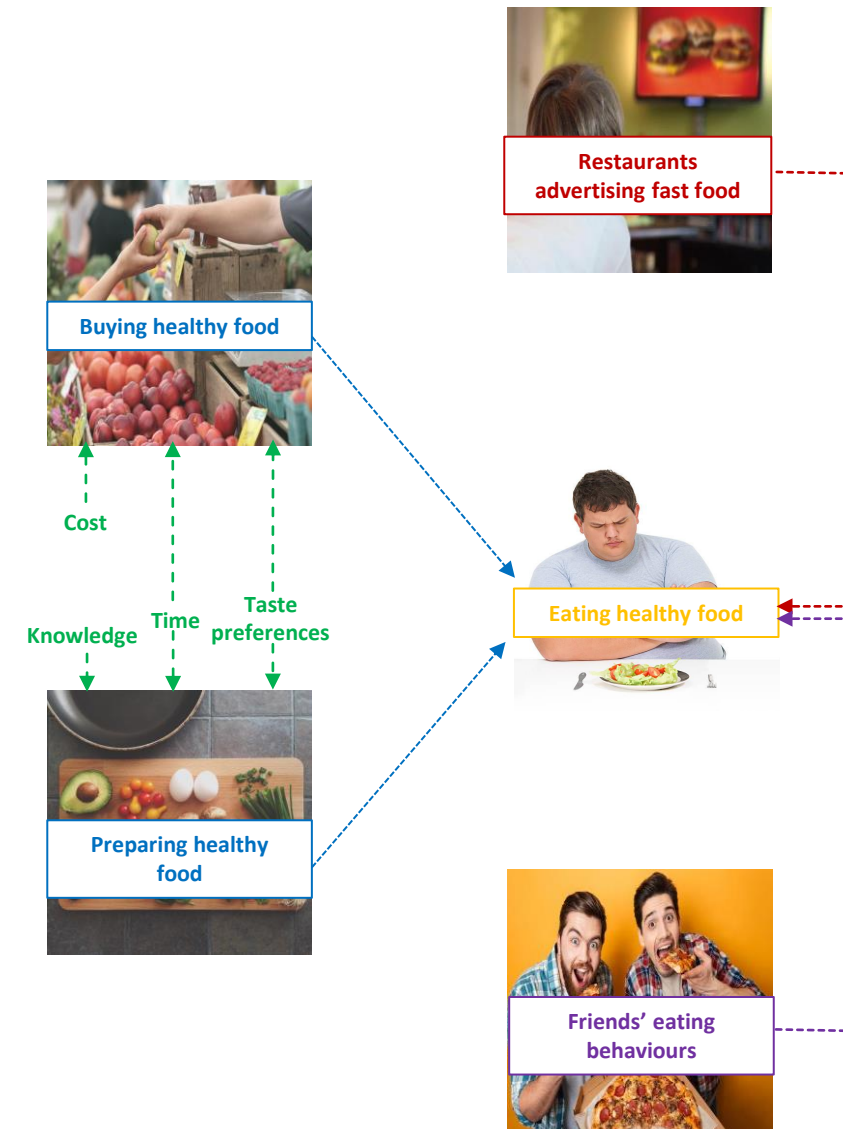 Restaurants
advertising fast food
Buying healthy food
Cost
Knowledge
Time
Taste
preferences
Eating healthy food
Preparing healthy
food
Friends’ eating
behaviours